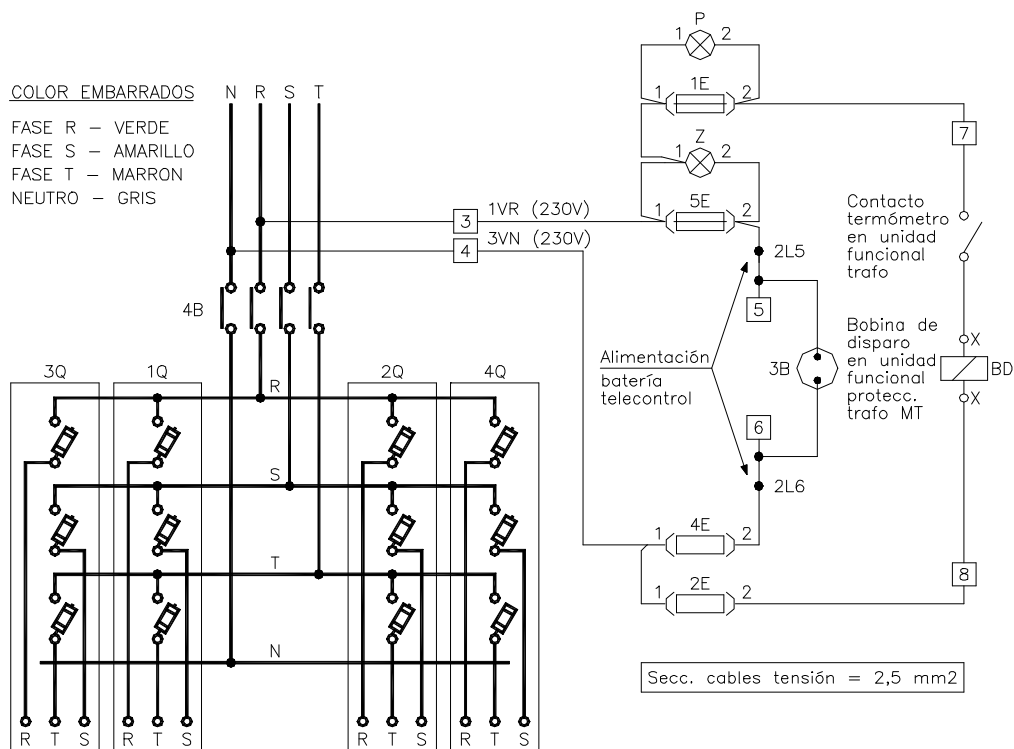 COLOR EMBARRADOS
FASE R - VERDE
FASE S - AMARILLO
FASE T - MARRON
NEUTRO - GRIS
N R S T
P
1 2
1E
1 2
Z
1 2
5E
1 2
3 1VR (230V)
4 3VN (230V)
7
Contacto
termómetro
en unidad
funcional
trafo
4B
2L5
5
Alimentación
batería
telecontrol
3B
Bobina de
disparo
en unidad
funcional
protecc.
trafo MT
X
BD
X
6
2L6
3Q 1Q 2Q 4Q
R
S
T
N
4E
1 2
2E
1 2
8
Secc. cables tensión = 2,5 mm2
R T S R T S R T S R T S